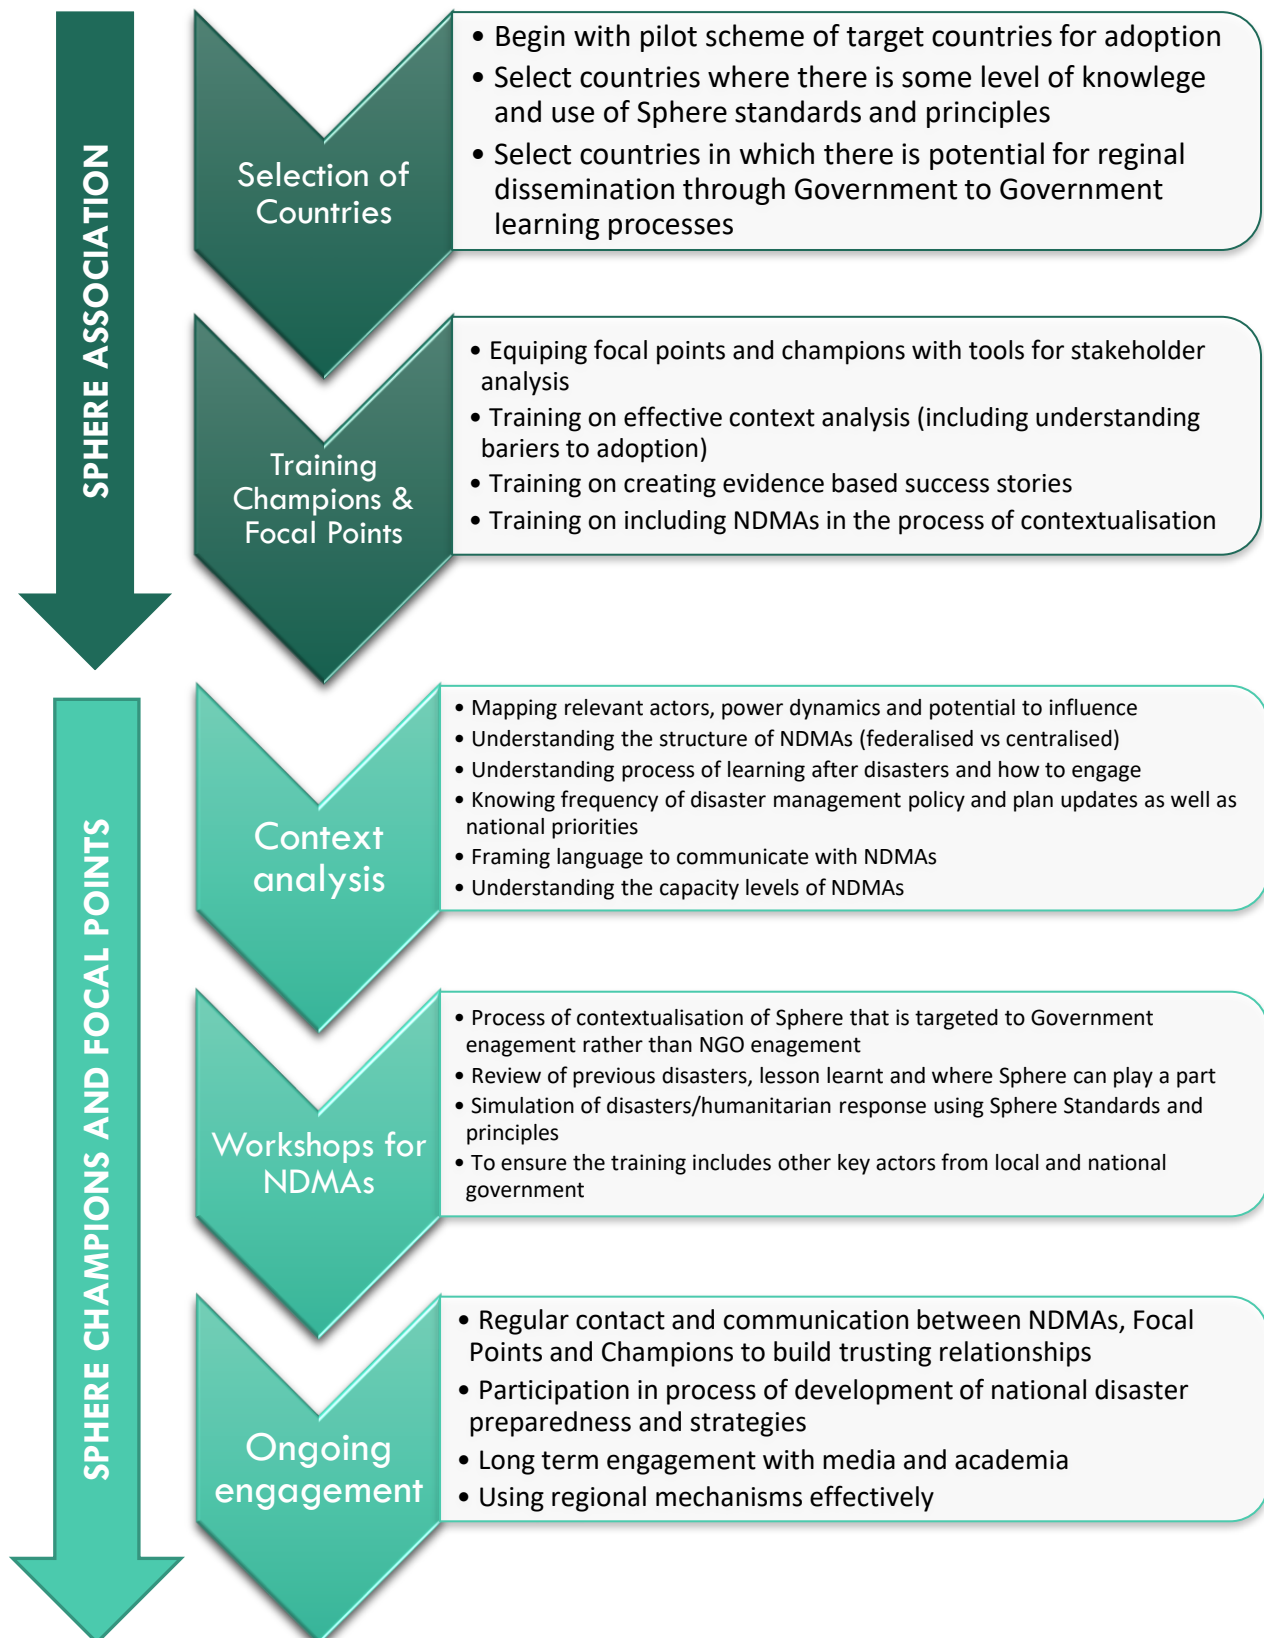 SPHERE ASSOCIATION
Selection of
Countries
• Begin with pilot scheme of target countries for adoption
• Select countries where there is some level of knowlege
and use of Sphere standards and principles
• Select countries in which there is potential for reginal
dissemination through Government to Government
learning processes
Training
Champions &
Focal Points
• Equiping focal points and champions with tools for stakeholder
analysis
• Training on effective context analysis (including understanding
bariers to adoption)
• Training on creating evidence based success stories
• Training on including NDMAs in the process of contextualisation
SPHERE CHAMPIONS AND FOCAL POINTS
Context
analysis
• Mapping relevant actors, power dynamics and potential to influence
• Understanding the structure of NDMAs (federalised vs centralised)
• Understanding process of learning after disasters and how to engage
• Knowing frequency of disaster management policy and plan updates as well as
national priorities
• Framing language to communicate with NDMAs
• Understanding the capacity levels of NDMAs
Workshops for
NDMAs
• Process of contextualisation of Sphere that is targeted to Government
enagement rather than NGO enagement
• Review of previous disasters, lesson learnt and where Sphere can play a part
• Simulation of disasters/humanitarian response using Sphere Standards and
principles
• To ensure the training includes other key actors from local and national
government
Ongoing
engagement
• Regular contact and communication between NDMAs, Focal
Points and Champions to build trusting relationships
• Participation in process of development of national disaster
preparedness and strategies
• Long term engagement with media and academia
• Using regional mechanisms effectively